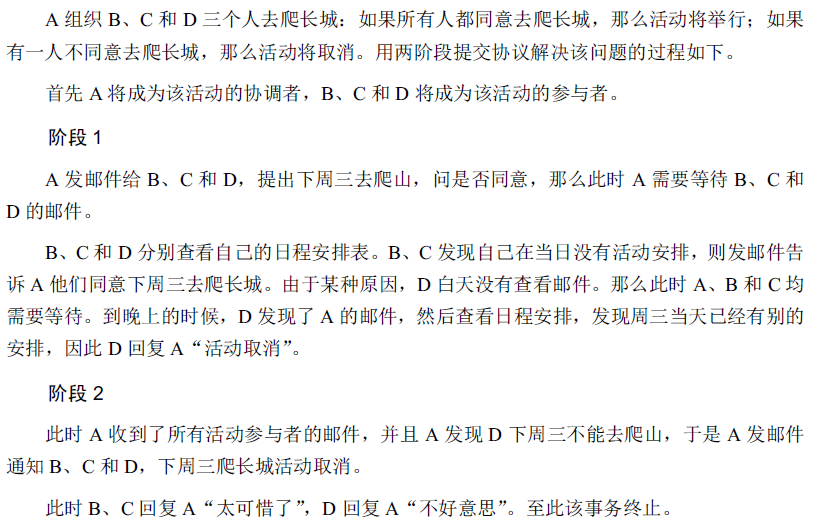 A 组织 B、C 和 D 三个人去爬长城：如果所有人都同意去爬长城，那么活动将举行；如果
有一人不同意去爬长城，那么活动将取消。用两阶段提交协议解决该问题的过程如下。
首先 A 将成为该活动的协调者，B、C 和 D 将成为该活动的参与者。
阶段 1
A 发邮件给 B、C 和 D，提出下周三去爬山，问是否同意，那么此时 A 需要等待 B、C 和
D 的邮件。
B、C 和 D 分别查看自己的日程安排表。B、C 发现自己在当日没有活动安排，则发邮件告
诉 A 他们同意下周三去爬长城。由于某种原因，D 白天没有查看邮件。那么此时 A、B 和 C 均
需要等待。到晚上的时候，D 发现了 A 的邮件，然后查看日程安排，发现周三当天已经有别的
安排，因此 D 回复 A“活动取消”。
阶段 2
此时 A 收到了所有活动参与者的邮件，并且 A 发现 D 下周三不能去爬山，于是 A 发邮件
通知 B、C 和 D，下周三爬长城活动取消。
此时 B、C 回复 A“太可惜了”，D 回复 A“不好意思”。至此该事务终止。